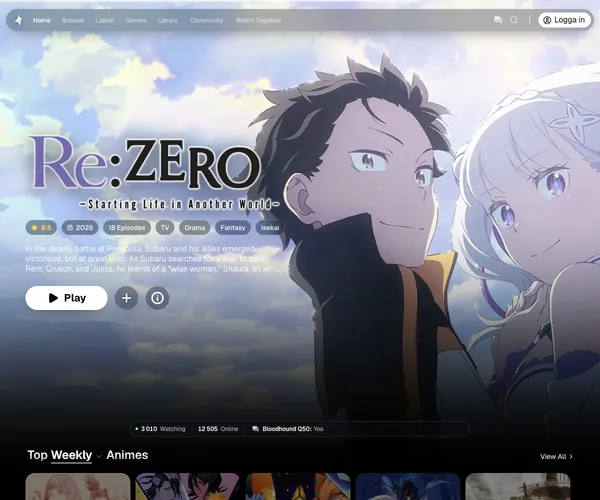 Home Browse Latest Genres Library Community Watch Together Logga in
Re:ZERO
-Starting Life in Another World-
8.5 2026 18 Episodes TV Drama Fantasy Isekai
In the deadly battle at Priestella, Subaru and his allies emerged
victorious, but at great cost. As Subaru searches for a way to save
Rem, Crusch, and Julius, he learns of a "wise woman," Shaula, an all-...
Play
3 010 Watching 12 505 Online Bloodhound Q50: Yoo
Top Weekly Animes View All